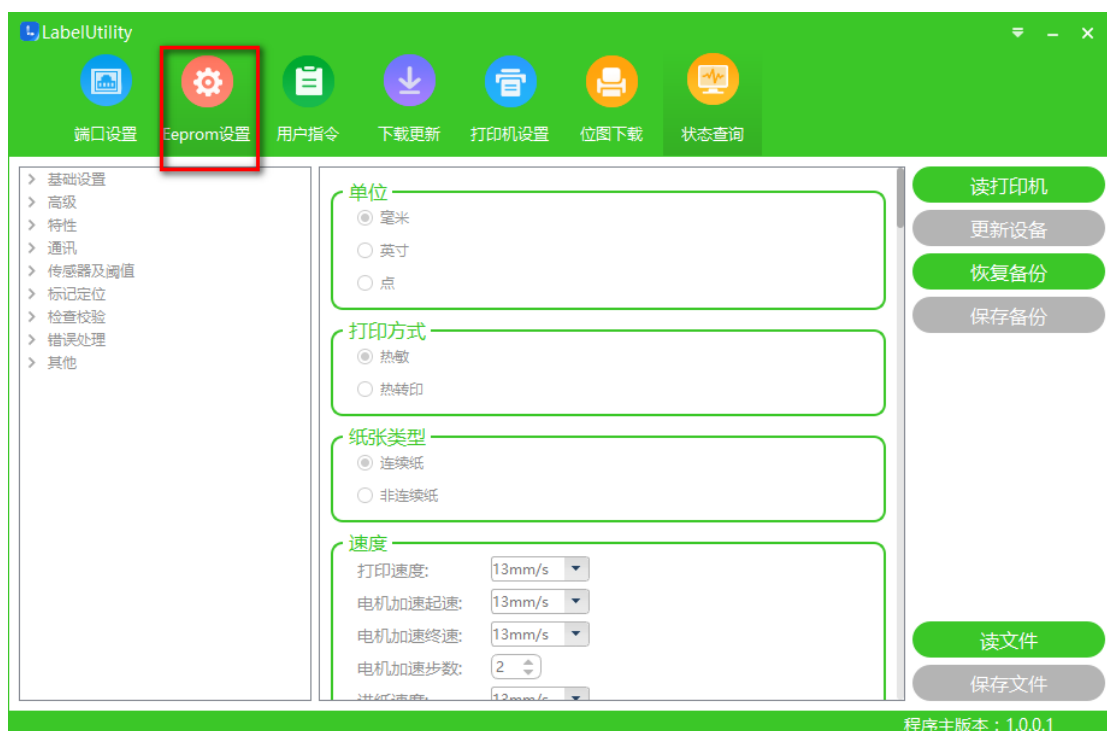 LabelUtility
端口设置
Eeprom设置
用户指令
下载更新
打印机设置
位图下载
状态查询
基础设置
高级
特性
通讯
传感器及阈值
标记定位
检查校验
错误处理
其他
单位
毫米
英寸
点
打印方式
热敏
热转印
纸张类型
连续纸
非连续纸
速度
打印速度: 13mm/s
电机加速起速: 13mm/s
电机加速终速: 13mm/s
电机加速步数: 2
进纸速度: 13mm/s
读打印机
更新设备
恢复备份
保存备份
读文件
保存文件
程序主版本：1.0.0.1